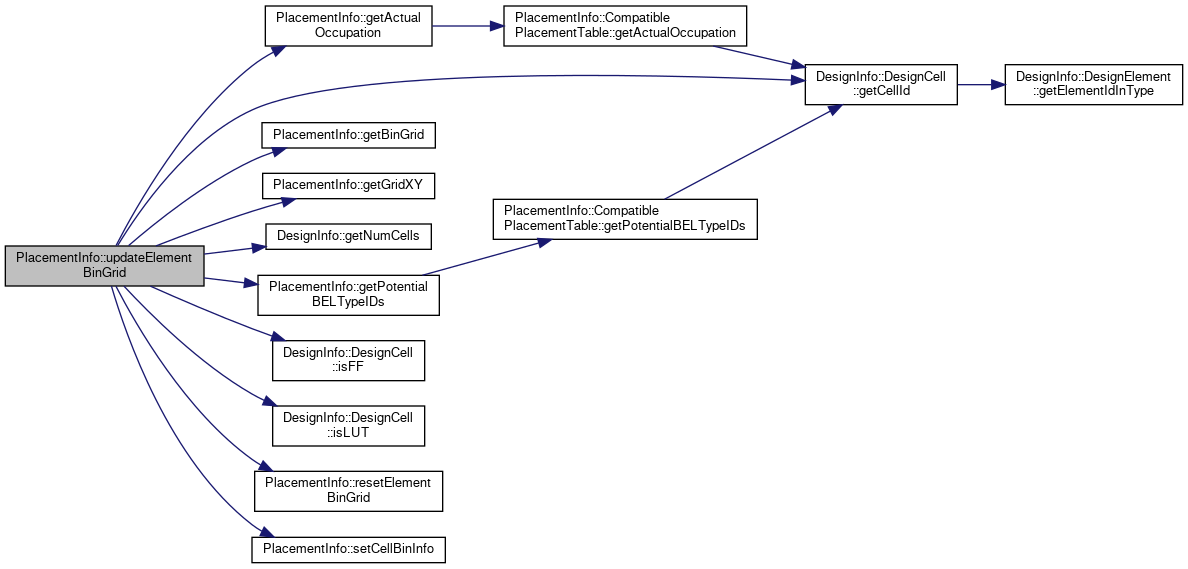 PlacementInfo::updateElement
BinGrid
PlacementInfo::getActual
Occupation
PlacementInfo::Compatible
PlacementTable::getActualOccupation
DesignInfo::DesignCell
::getCellId
DesignInfo::DesignElement
::getElementIdInType
PlacementInfo::getBinGrid
PlacementInfo::getGridXY
DesignInfo::getNumCells
PlacementInfo::getPotential
BELTypeIDs
PlacementInfo::Compatible
PlacementTable::getPotentialBELTypeIDs
DesignInfo::DesignCell
::isFF
DesignInfo::DesignCell
::isLUT
PlacementInfo::resetElement
BinGrid
PlacementInfo::setCellBinInfo